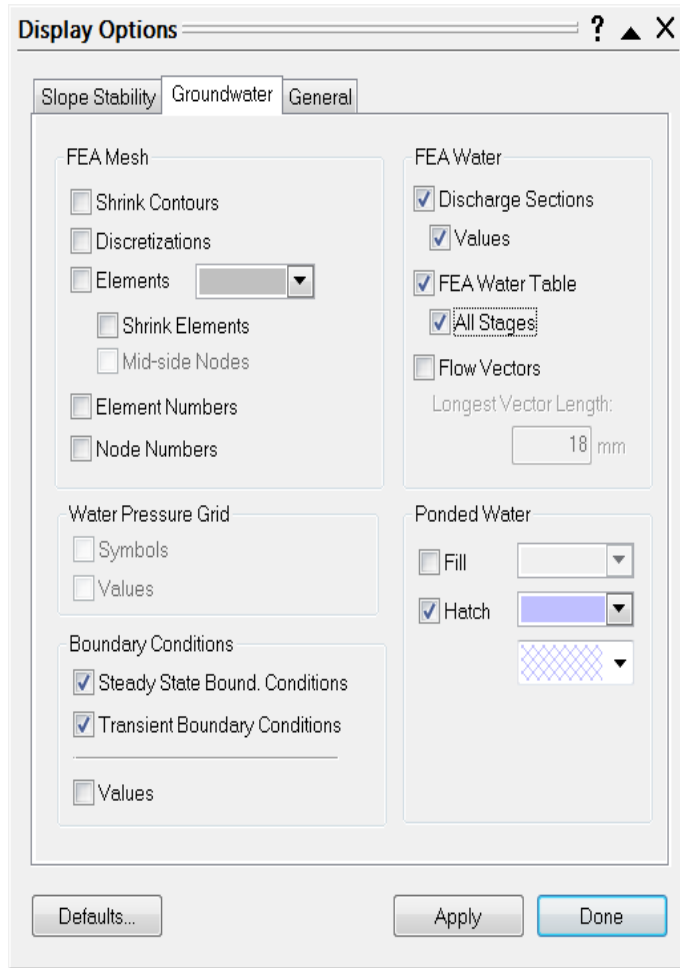 Display Options ?
Slope Stability Groundwater General
FEA Mesh
Shrink Contours
Discretizations
Elements
Shrink Elements
Mid-side Nodes
Element Numbers
Node Numbers
FEA Water
Discharge Sections
Values
FEA Water Table
All Stages
Flow Vectors
Longest Vector Length:
18 mm
Water Pressure Grid
Symbols
Values
Ponded Water
Fill
Hatch
Boundary Conditions
Steady State Bound. Conditions
Transient Boundary Conditions
Values
Defaults... Apply Done